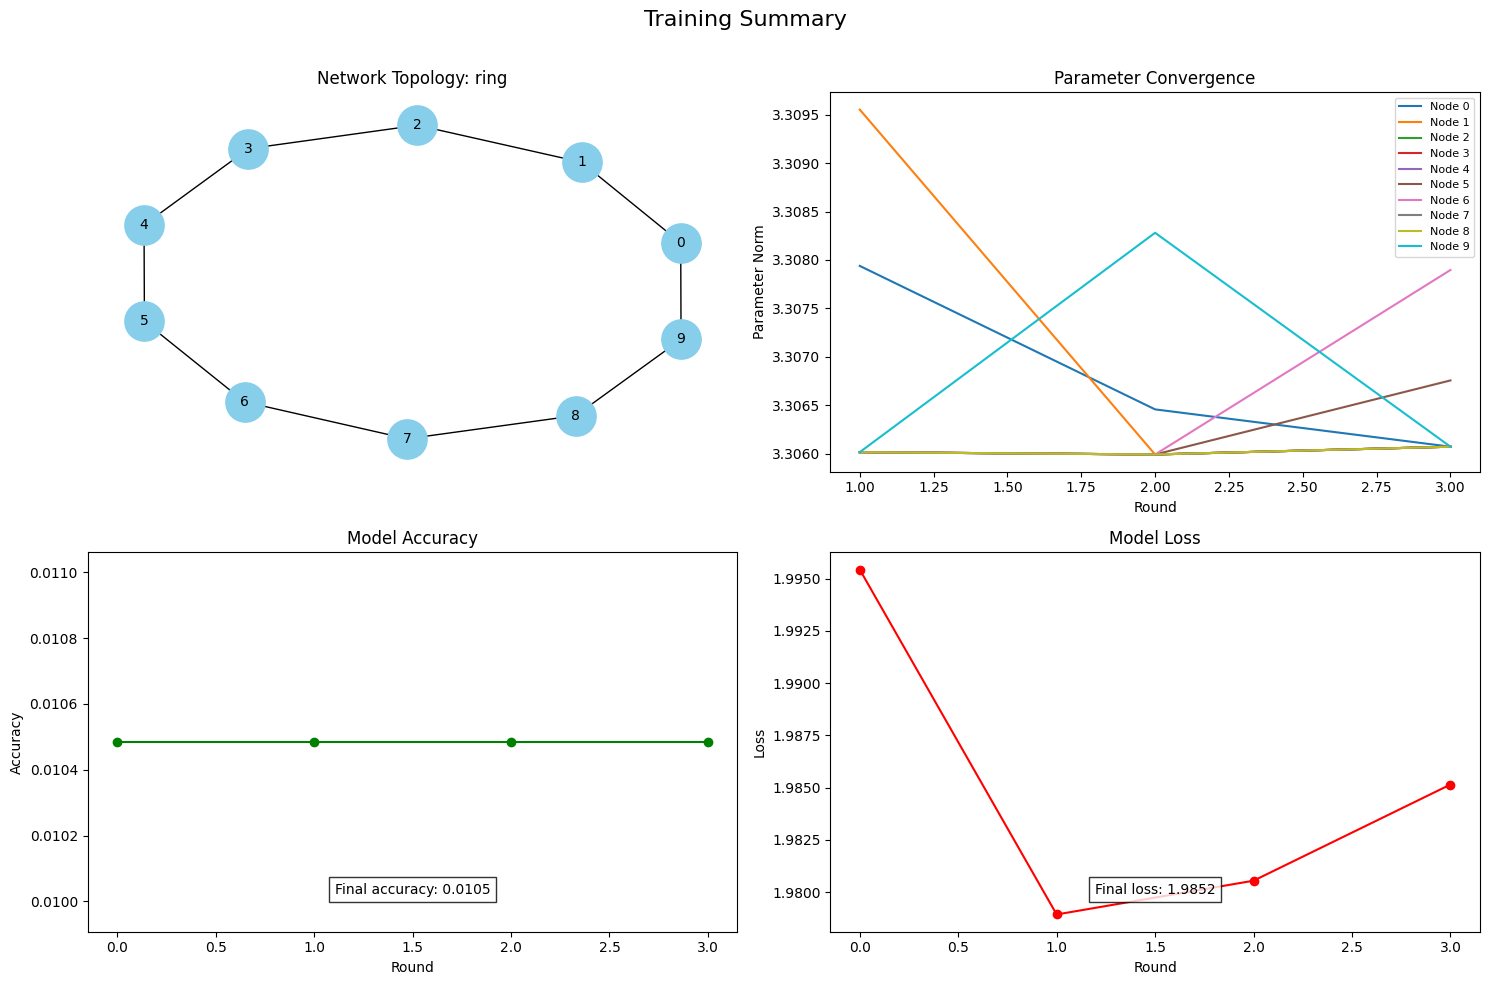 Training Summary
Network Topology: ring
2
3
1
4
0
5
9
6
8
7
Parameter Convergence
Parameter Norm
3.3095
3.3090
3.3085
3.3080
3.3075
3.3070
3.3065
3.3060
Node 0
Node 1
Node 2
Node 3
Node 4
Node 5
Node 6
Node 7
Node 8
Node 9
1.00 1.25 1.50 1.75 2.00 2.25 2.50 2.75 3.00
Round
Model Accuracy
Accuracy
0.0110
0.0108
0.0106
0.0104
0.0102
0.0100
Final accuracy: 0.0105
0.0 0.5 1.0 1.5 2.0 2.5 3.0
Round
Model Loss
Loss
1.9950
1.9925
1.9900
1.9875
1.9850
1.9825
1.9800
Final loss: 1.9852
0.0 0.5 1.0 1.5 2.0 2.5 3.0
Round